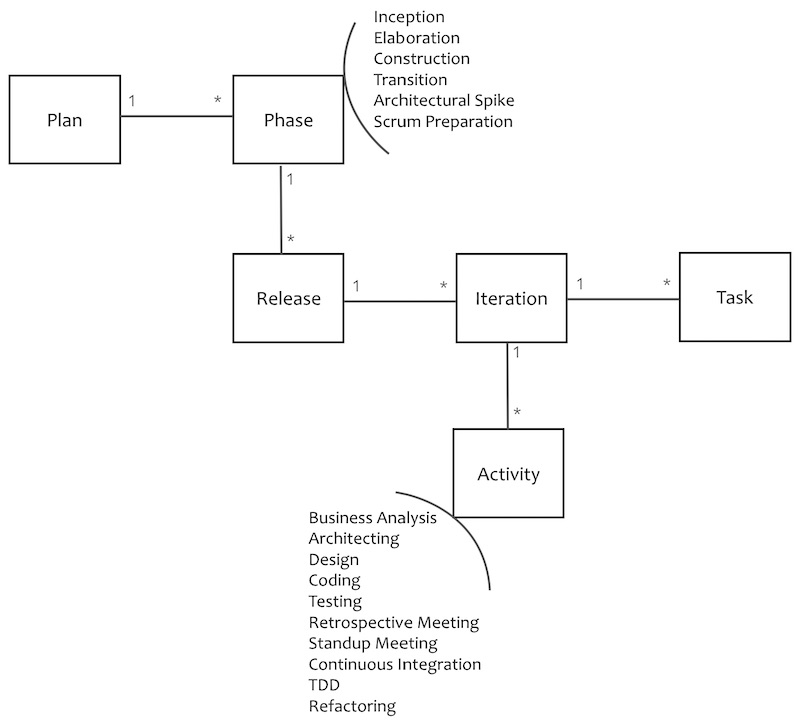 Inception
Elaboration
Construction
Transition
Architectural Spike
Scrum Preparation
Plan
1
*
Phase
1
*
Release
1
*
Iteration
1
*
Task
1
*
Activity
Business Analysis
Architecting
Design
Coding
Testing
Retrospective Meeting
Standup Meeting
Continuous Integration
TDD
Refactoring